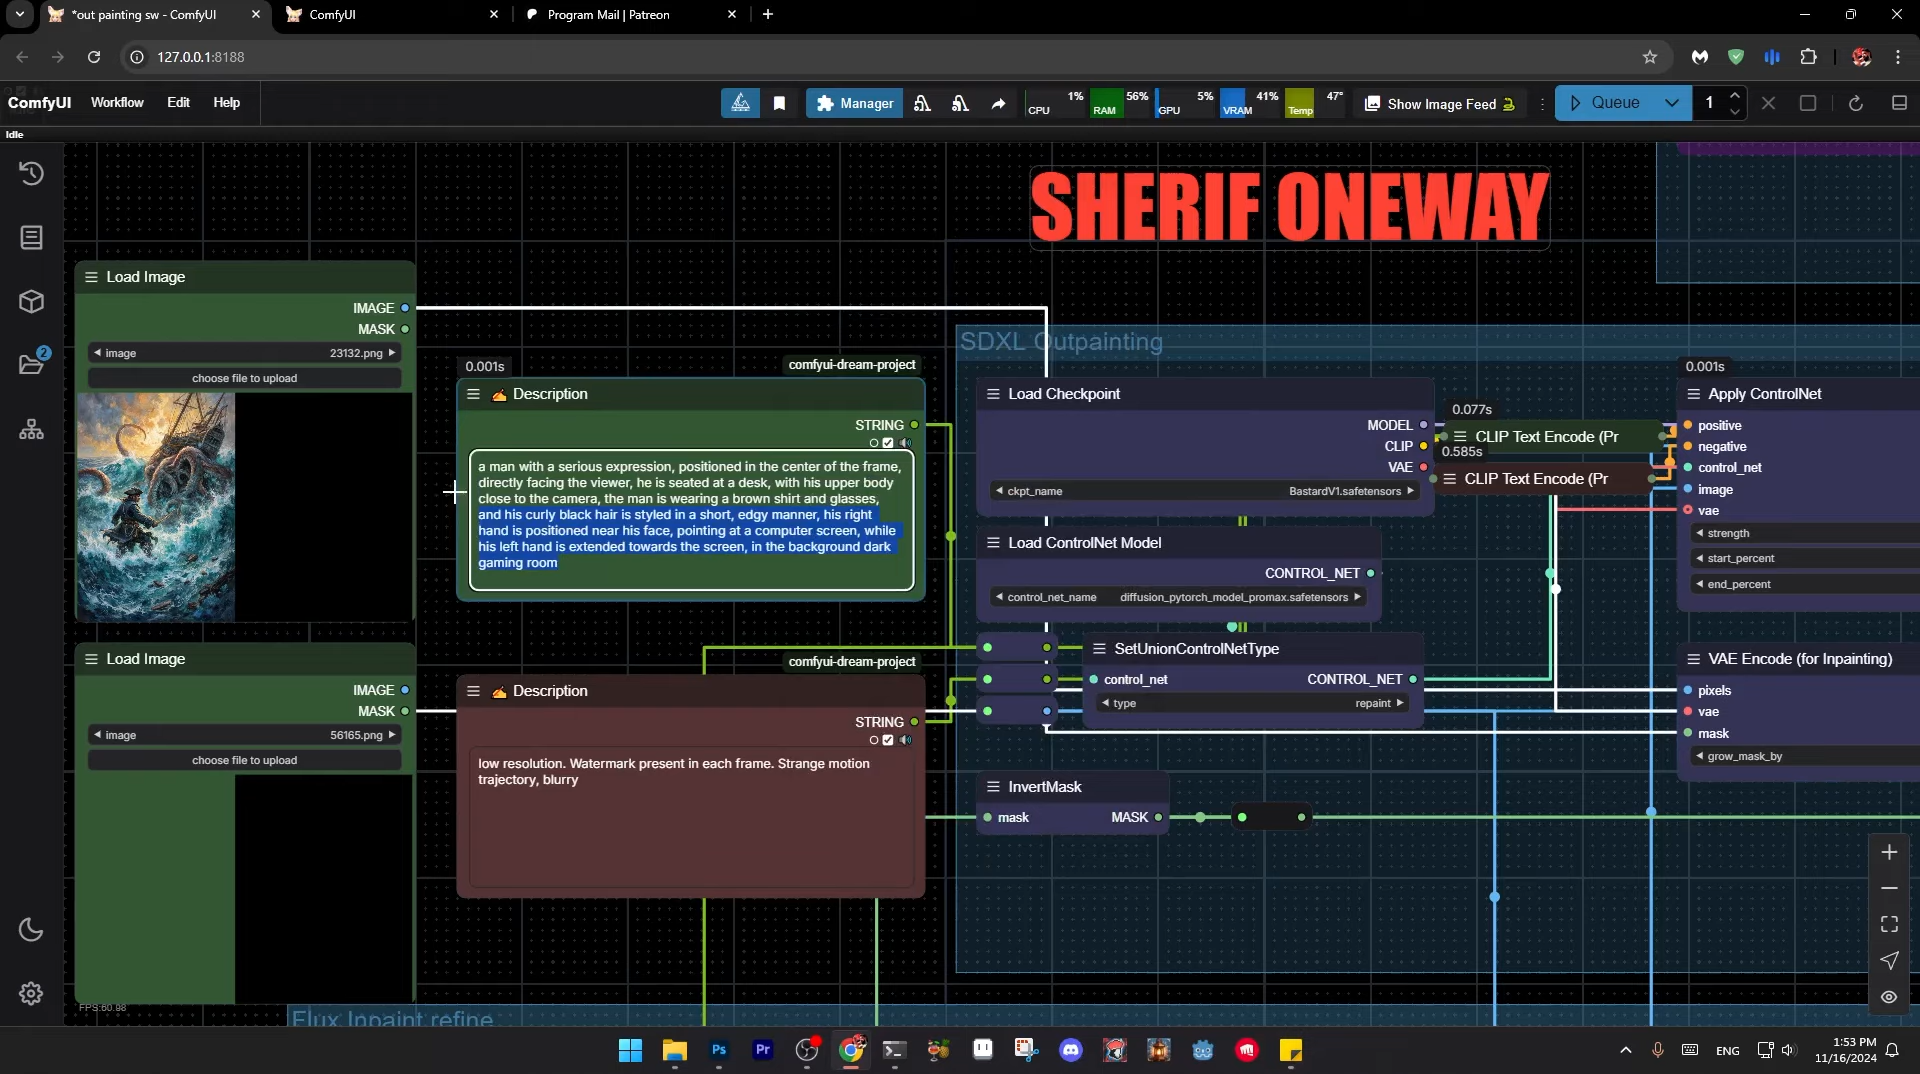 *out painting sw - ComfyUI
ComfyUI
Program Mail | Patreon
127.0.0.1:8188
ComfyUI
Workflow
Edit
Help
Manager
CPU 1%
RAM 56%
GPU 5%
VRAM 41%
Temp 47°
Show Image Feed
Queue
1
Idle
SHERIF ONEWAY
Load Image
IMAGE
MASK
image 23132.png
choose file to upload
0.001s
comfyui-dream-project
Description
STRING
a man with a serious expression, positioned in the center of the frame,
directly facing the viewer, he is seated at a desk, with his upper body
close to the camera, the man is wearing a brown shirt and glasses,
and his curly black hair is styled in a short, edgy manner, his right
hand is positioned near his face, pointing at a computer screen, while
his left hand is extended towards the screen, in the background dark
gaming room
SDXL Outpainting
Load Checkpoint
MODEL
CLIP
VAE
ckpt_name BastardV1.safetensors
0.077s
CLIP Text Encode (Pr
0.585s
CLIP Text Encode (Pr
0.001s
Apply ControlNet
positive
negative
control_net
image
vae
strength
start_percent
end_percent
Load ControlNet Model
CONTROL_NET
control_net_name diffusion_pytorch_model_promax.safetensors
Load Image
IMAGE
MASK
image 56165.png
choose file to upload
comfyui-dream-project
Description
STRING
low resolution. Watermark present in each frame. Strange motion
trajectory, blurry
SetUnionControlNetType
control_net CONTROL_NET
type repaint
VAE Encode (for Inpainting)
pixels
vae
mask
grow_mask_by
InvertMask
mask MASK
FPS:60.98
Flux Inpaint refine
2
Ps
Pr
ENG
1:53 PM
11/16/2024